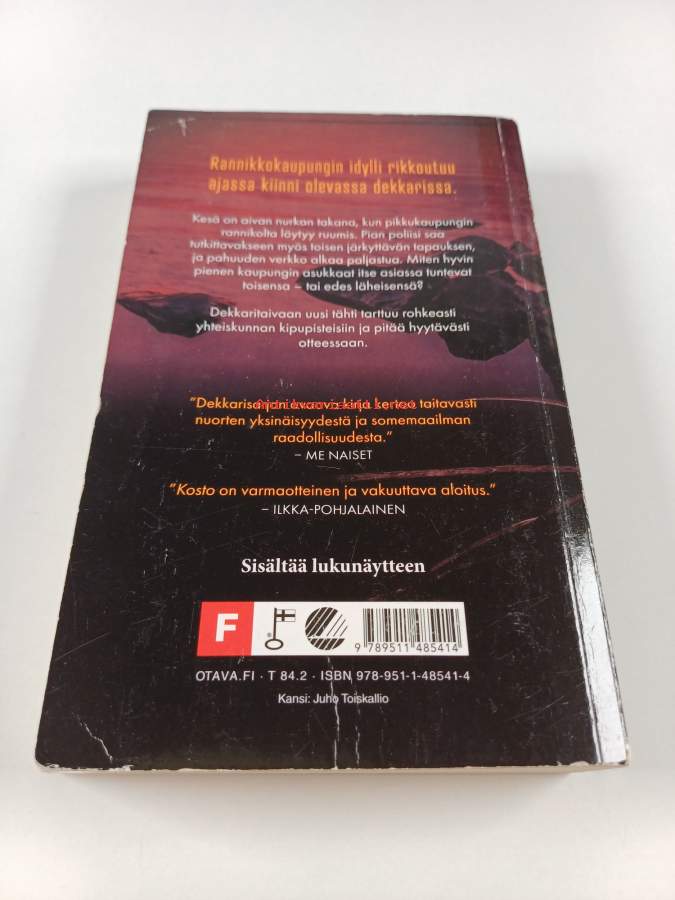 Rannikkokaupungin idylli rikkoutuu
ajassa kiinni olevassa dekkarissa.
Kesä on aivan nurkan takana, kun pikkukaupungin
rannikolta löytyy ruumis. Pian poliisi saa
tutkittavakseen myös toisen järkyttävän tapauksen,
ja pahuuden verkko alkaa paljastua. Miten hyvin
pienen kaupungin asukkaat itse asiassa tuntevat
toisensa – tai edes läheisensä?
Dekkaritaivaan uusi tähti tarttuu rohkeasti
yhteiskunnan kipupisteisiin ja pitää hyytävästi
otteessaan.
”Dekkarisarjan avaava kirja kertoo taitavasti
nuorten yksinäisyydestä ja somemaailman
raadollisuudesta.”
– ME NAISET
”Kosto on varmaotteinen ja vakuuttava aloitus.”
– ILKKA-POHJALAINEN
Sisältää lukunäytteen
F
9 789511 485414
OTAVA.FI · T 84.2 · ISBN 978-951-1-48541-4
Kansi: Juho Toiskallio